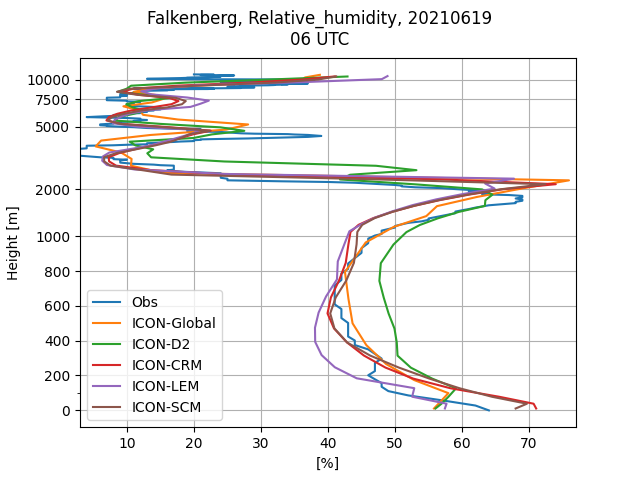 Falkenberg, Relative_humidity, 20210619
06 UTC
Height [m]
10000
7500
5000
2000
1000
800
600
400
200
0
Obs
ICON-Global
ICON-D2
ICON-CRM
ICON-LEM
ICON-SCM
10 20 30 40 50 60 70
[%]